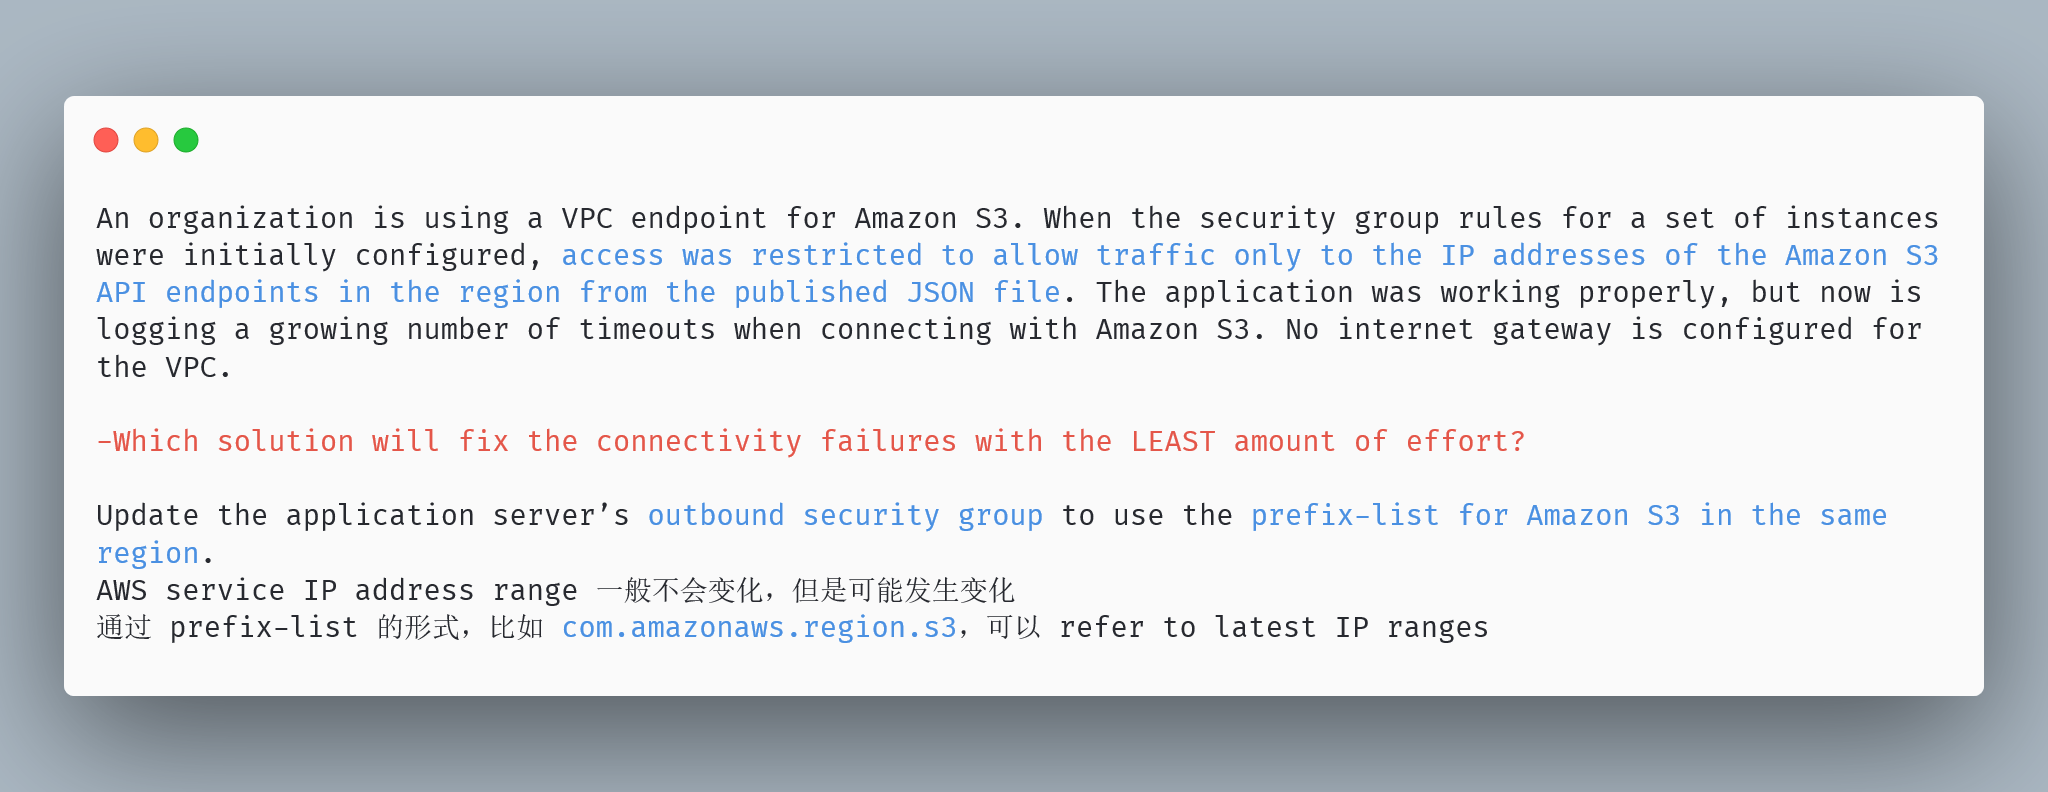 An organization is using a VPC endpoint for Amazon S3. When the security group rules for a set of instances
were initially configured, access was restricted to allow traffic only to the IP addresses of the Amazon S3
API endpoints in the region from the published JSON file. The application was working properly, but now is
logging a growing number of timeouts when connecting with Amazon S3. No internet gateway is configured for
the VPC.
-Which solution will fix the connectivity failures with the LEAST amount of effort?
Update the application server’s outbound security group to use the prefix-list for Amazon S3 in the same
region.
AWS service IP address range 一般不会变化，但是可能发生变化
通过 prefix-list 的形式，比如 com.amazonaws.region.s3，可以 refer to latest IP ranges